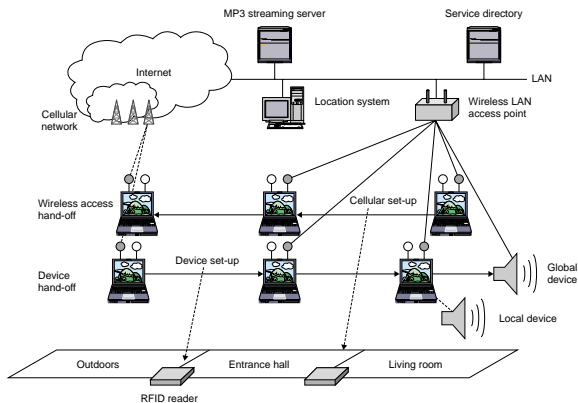 MP3 streaming server
Service directory
Internet
LAN
Cellular
network
Location system
Wireless LAN
access point
Wireless access
hand-off
Cellular set-up
Device
hand-off
Device set-up
Global
device
Local device
Outdoors
Entrance hall
Living room
RFID reader